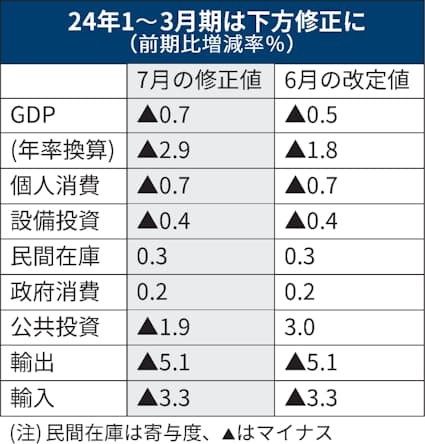 24年1〜3月期は下方修正に
(前期比増減率％)
7月の修正値 6月の改定値
GDP ▲0.7 ▲0.5
(年率換算) ▲2.9 ▲1.8
個人消費 ▲0.7 ▲0.7
設備投資 ▲0.4 ▲0.4
民間在庫 0.3 0.3
政府消費 0.2 0.2
公共投資 ▲1.9 3.0
輸出 ▲5.1 ▲5.1
輸入 ▲3.3 ▲3.3
(注) 民間在庫は寄与度、▲はマイナス